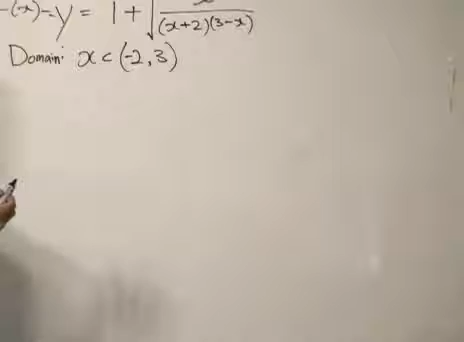 -(x) = y = 1 + √ / (x+2)(3-x)
Domain: x ∈ (-2, 3)